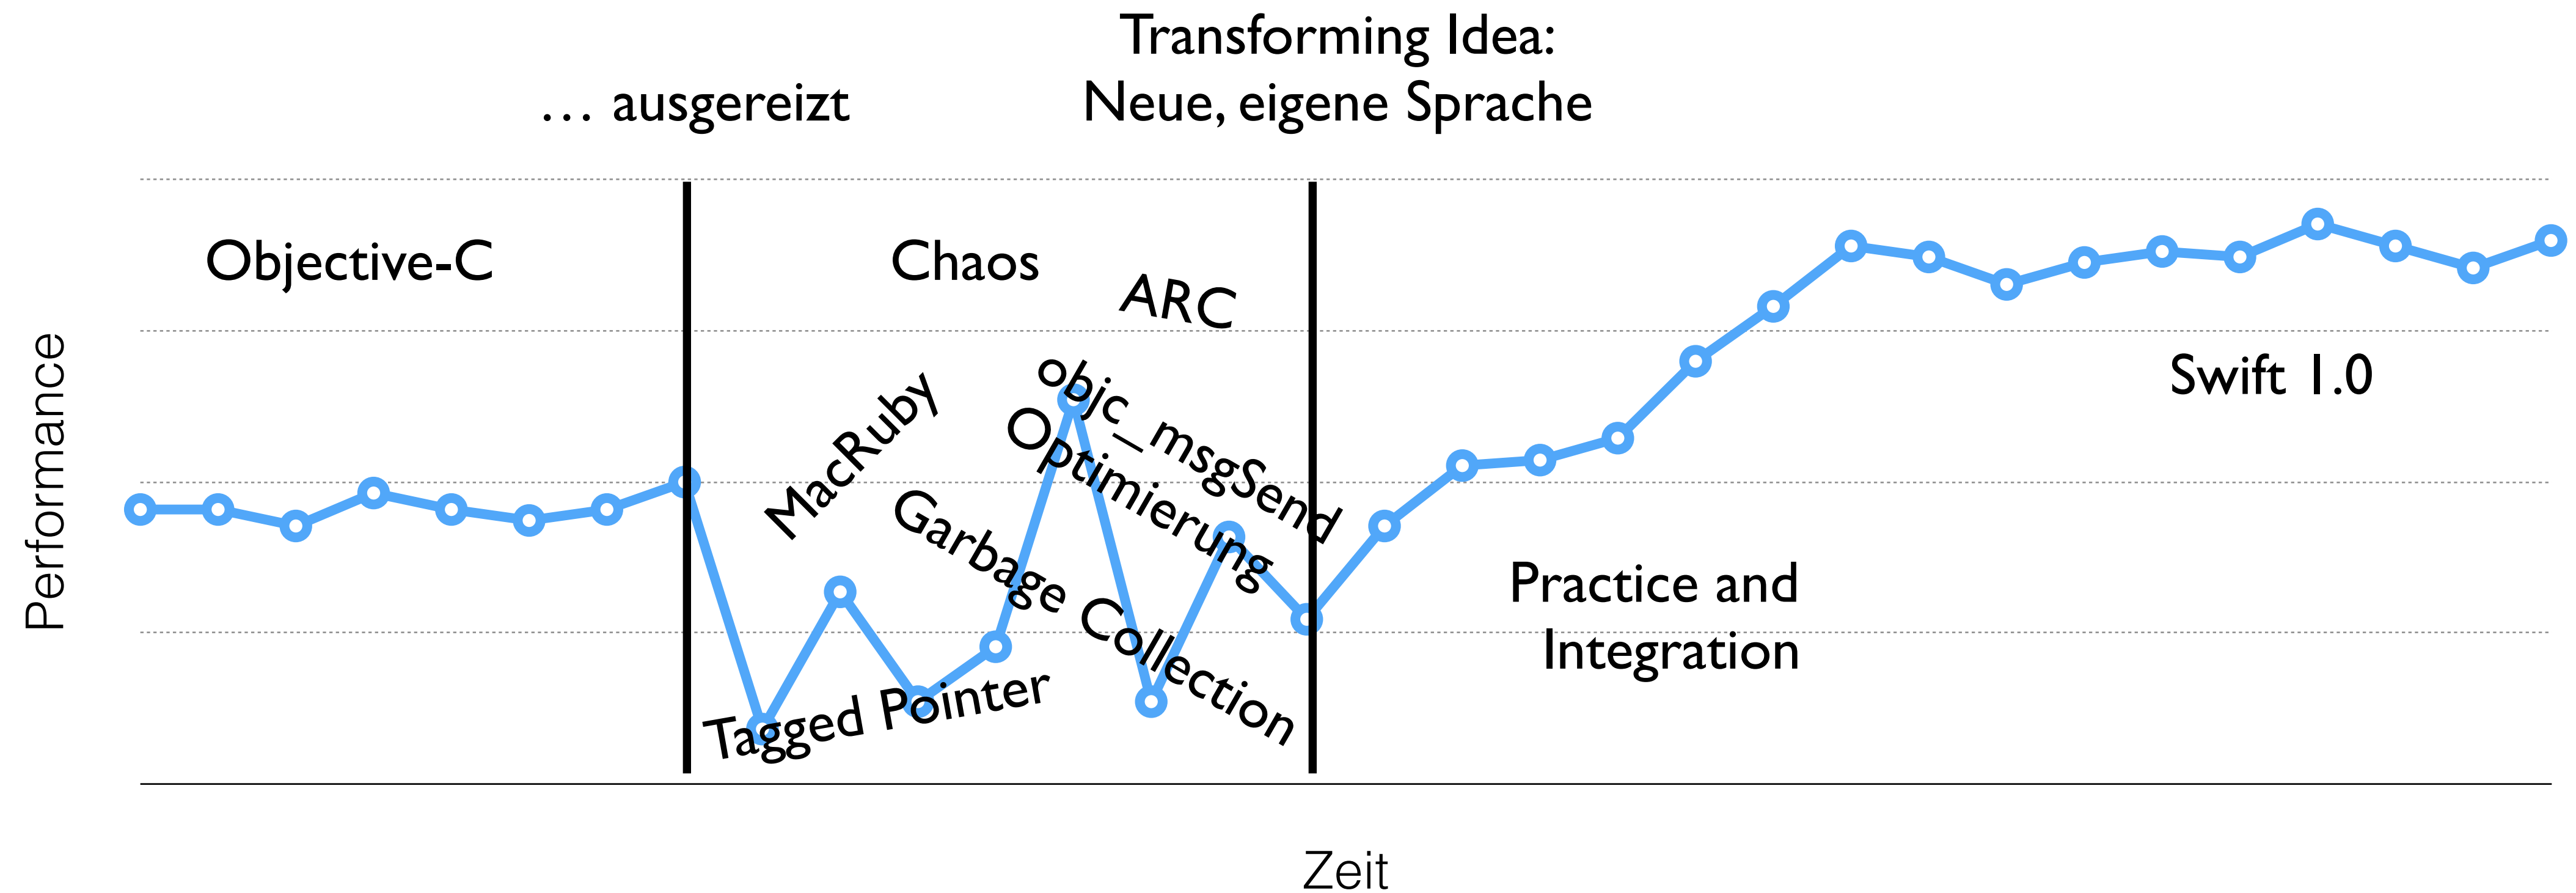 Transforming Idea:
… ausgereizt
Neue, eigene Sprache
Objective-C
Chaos
ARC
MacRuby
objc_msgSend
Optimierung
Garbage Collection
Tagged Pointer
Swift 1.0
Practice and
Integration
Performance
Zeit